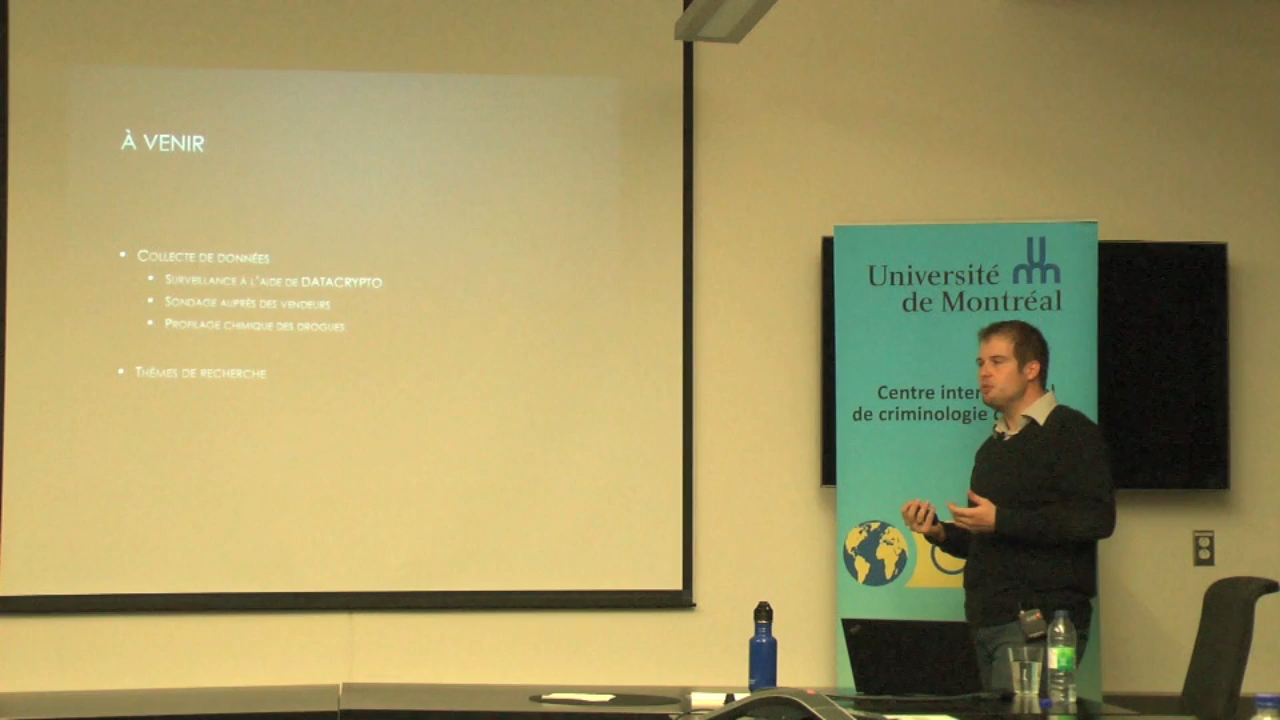 À VENIR
• COLLECTE DE DONNÉES
• SURVEILLANCE À L'AIDE DE DATACRYPTO
• SONDAGE AUPRÈS DES VENDEURS
• PROFILAGE CHIMIQUE DES DROGUES
• THÈMES DE RECHERCHE
Université
de Montréal
Centre
de criminologie